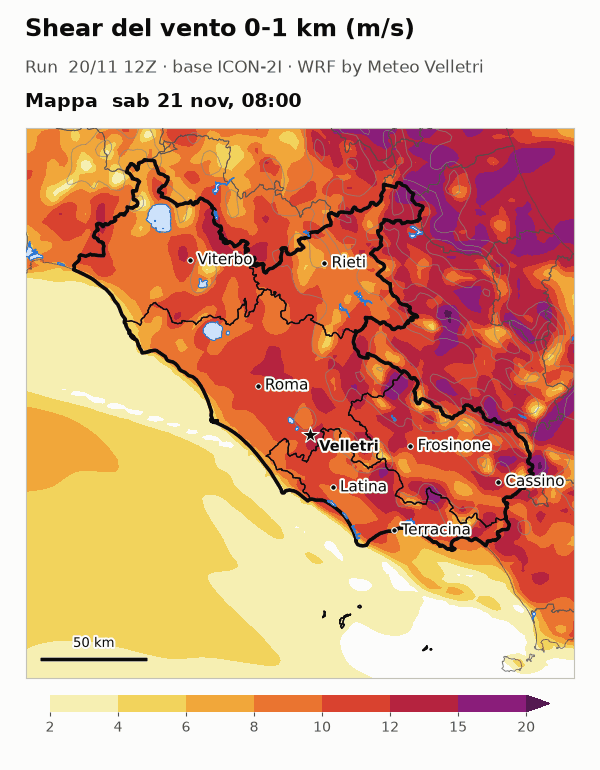 Shear del vento 0-1 km (m/s)
Run  20/11 12Z · base ICON-2I · WRF by Meteo Velletri
Mappa  sab 21 nov, 08:00
Viterbo
Rieti
Roma
Velletri
Frosinone
Cassino
Latina
Terracina
50 km
2 4 6 8 10 12 15 20